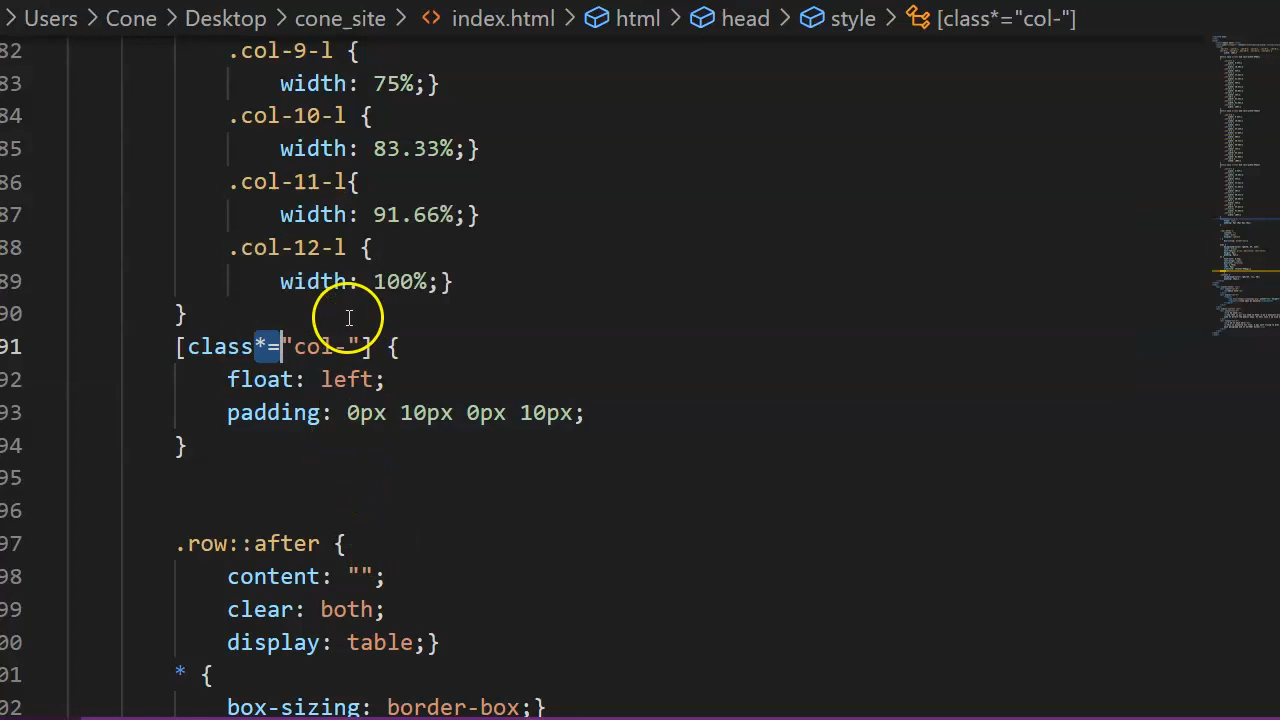 Users > Cone > Desktop > cone_site > index.html > html > head > style > [class*="col-"]
82 .col-9-l {
83 width: 75%;}
84 .col-10-l {
85 width: 83.33%;}
86 .col-11-l{
87 width: 91.66%;}
88 .col-12-l {
89 width: 100%;}
90 }
91 [class*="col-"] {
92 float: left;
93 padding: 0px 10px 0px 10px;
94 }
95
96
97 .row::after {
98 content: "";
99 clear: both;
00 display: table;}
01 * {
02 box-sizing: border-box;}